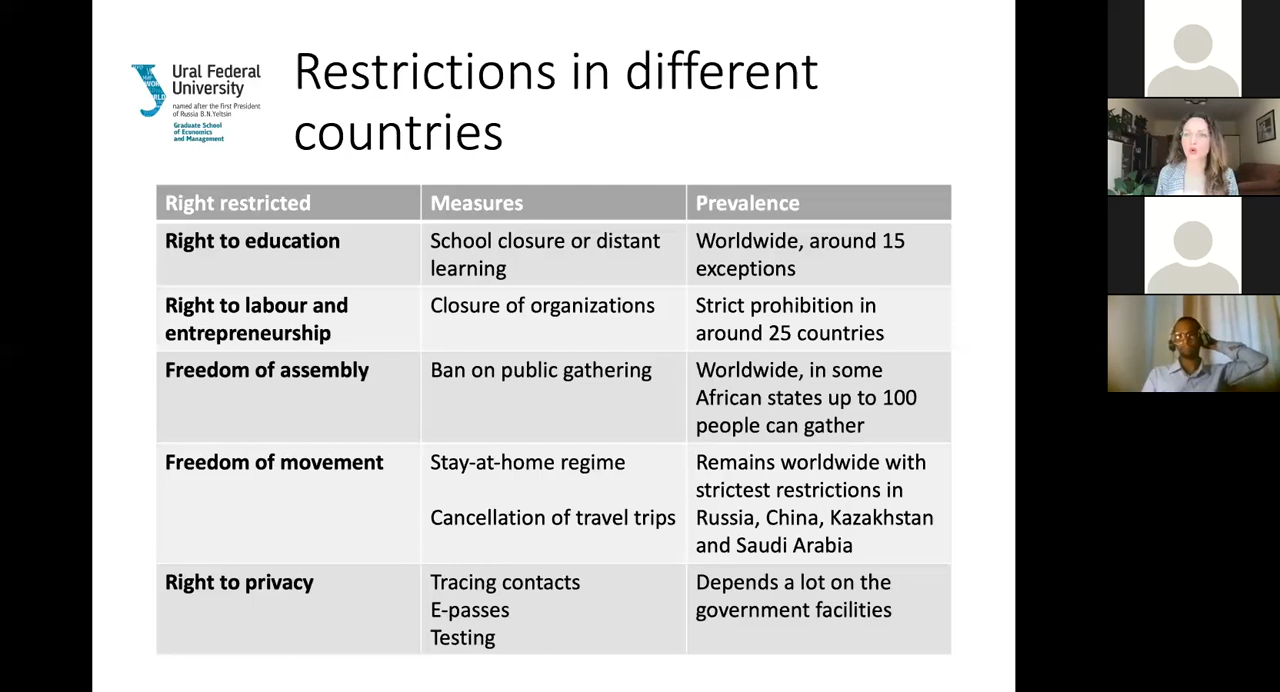 Ural Federal
University
named after the first President
of Russia B.N.Yeltsin
Graduate School
of Economics
and Management
Restrictions in different
countries
Right restricted
Measures
Prevalence
Right to education
School closure or distant
learning
Worldwide, around 15
exceptions
Right to labour and
entrepreneurship
Closure of organizations
Strict prohibition in
around 25 countries
Freedom of assembly
Ban on public gathering
Worldwide, in some
African states up to 100
people can gather
Freedom of movement
Stay-at-home regime
Cancellation of travel trips
Remains worldwide with
strictest restrictions in
Russia, China, Kazakhstan
and Saudi Arabia
Right to privacy
Tracing contacts
E-passes
Testing
Depends a lot on the
government facilities